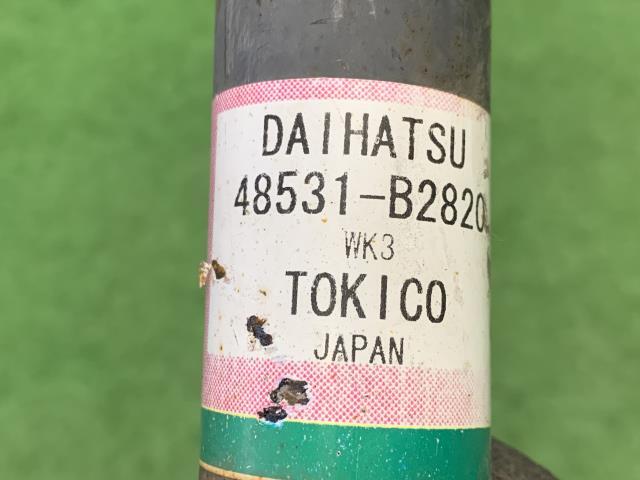 DAIHATSU
48531-B2820
WK3
TOKICO
JAPAN